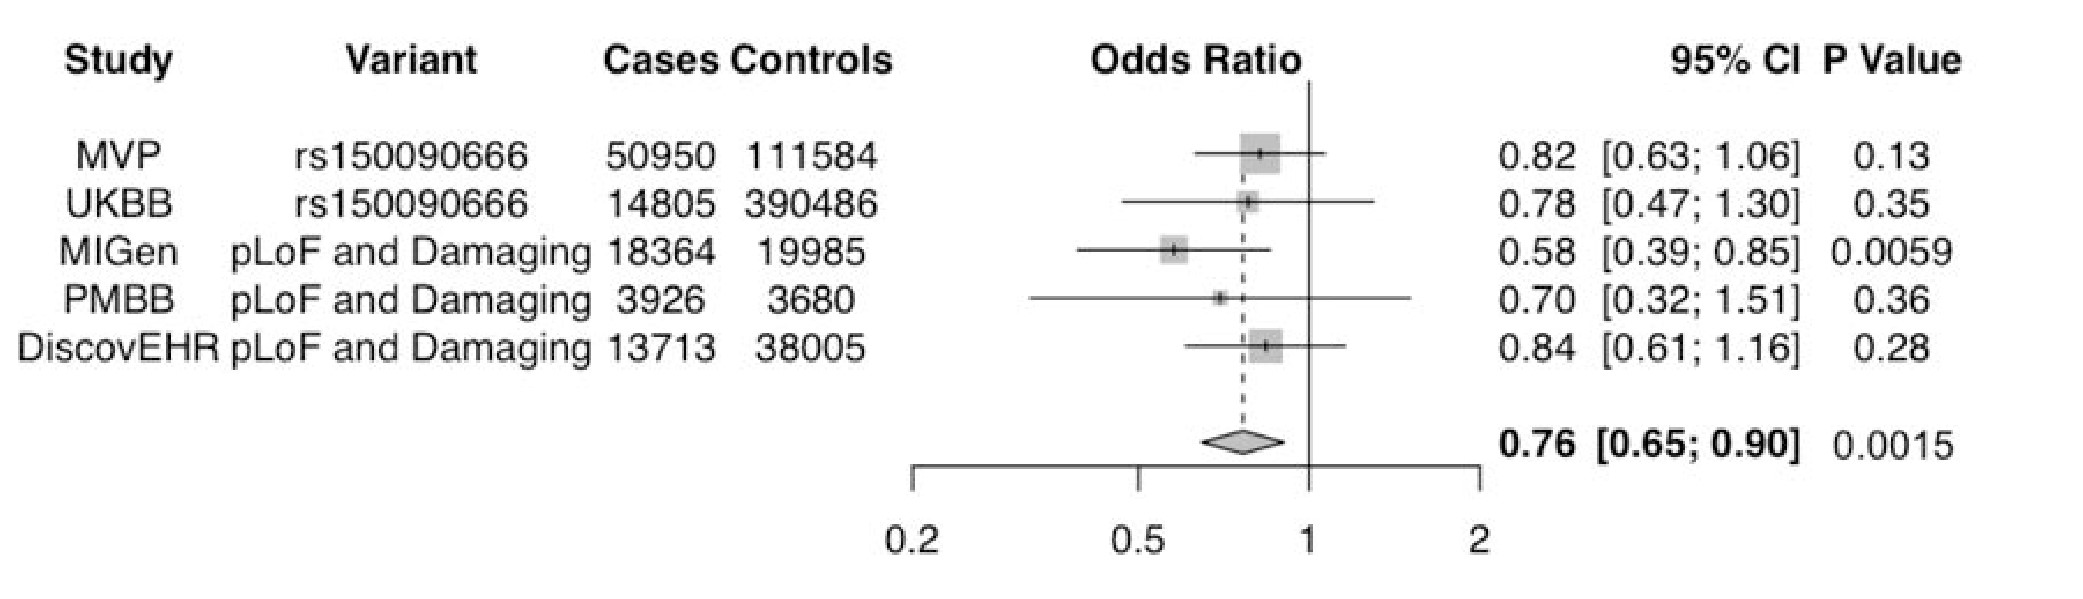 Study Variant Cases Controls Odds Ratio 95% CI P Value
MVP rs150090666 50950 111584 0.82 [0.63; 1.06] 0.13
UKBB rs150090666 14805 390486 0.78 [0.47; 1.30] 0.35
MIGen pLoF and Damaging 18364 19985 0.58 [0.39; 0.85] 0.0059
PMBB pLoF and Damaging 3926 3680 0.70 [0.32; 1.51] 0.36
DiscovEHR pLoF and Damaging 13713 38005 0.84 [0.61; 1.16] 0.28
0.76 [0.65; 0.90] 0.0015
0.2 0.5 1 2